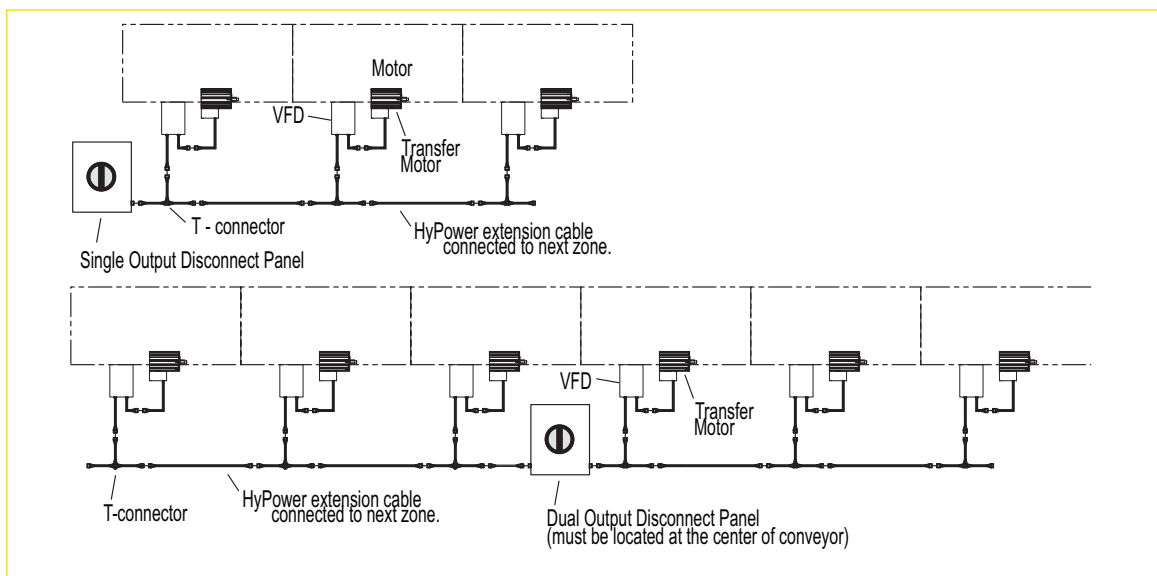 Motor
VFD
Transfer
Motor
T - connector
HyPower extension cable
connected to next zone.
Single Output Disconnect Panel
VFD
Transfer
Motor
T-connector
HyPower extension cable
connected to next zone.
Dual Output Disconnect Panel
(must be located at the center of conveyor)